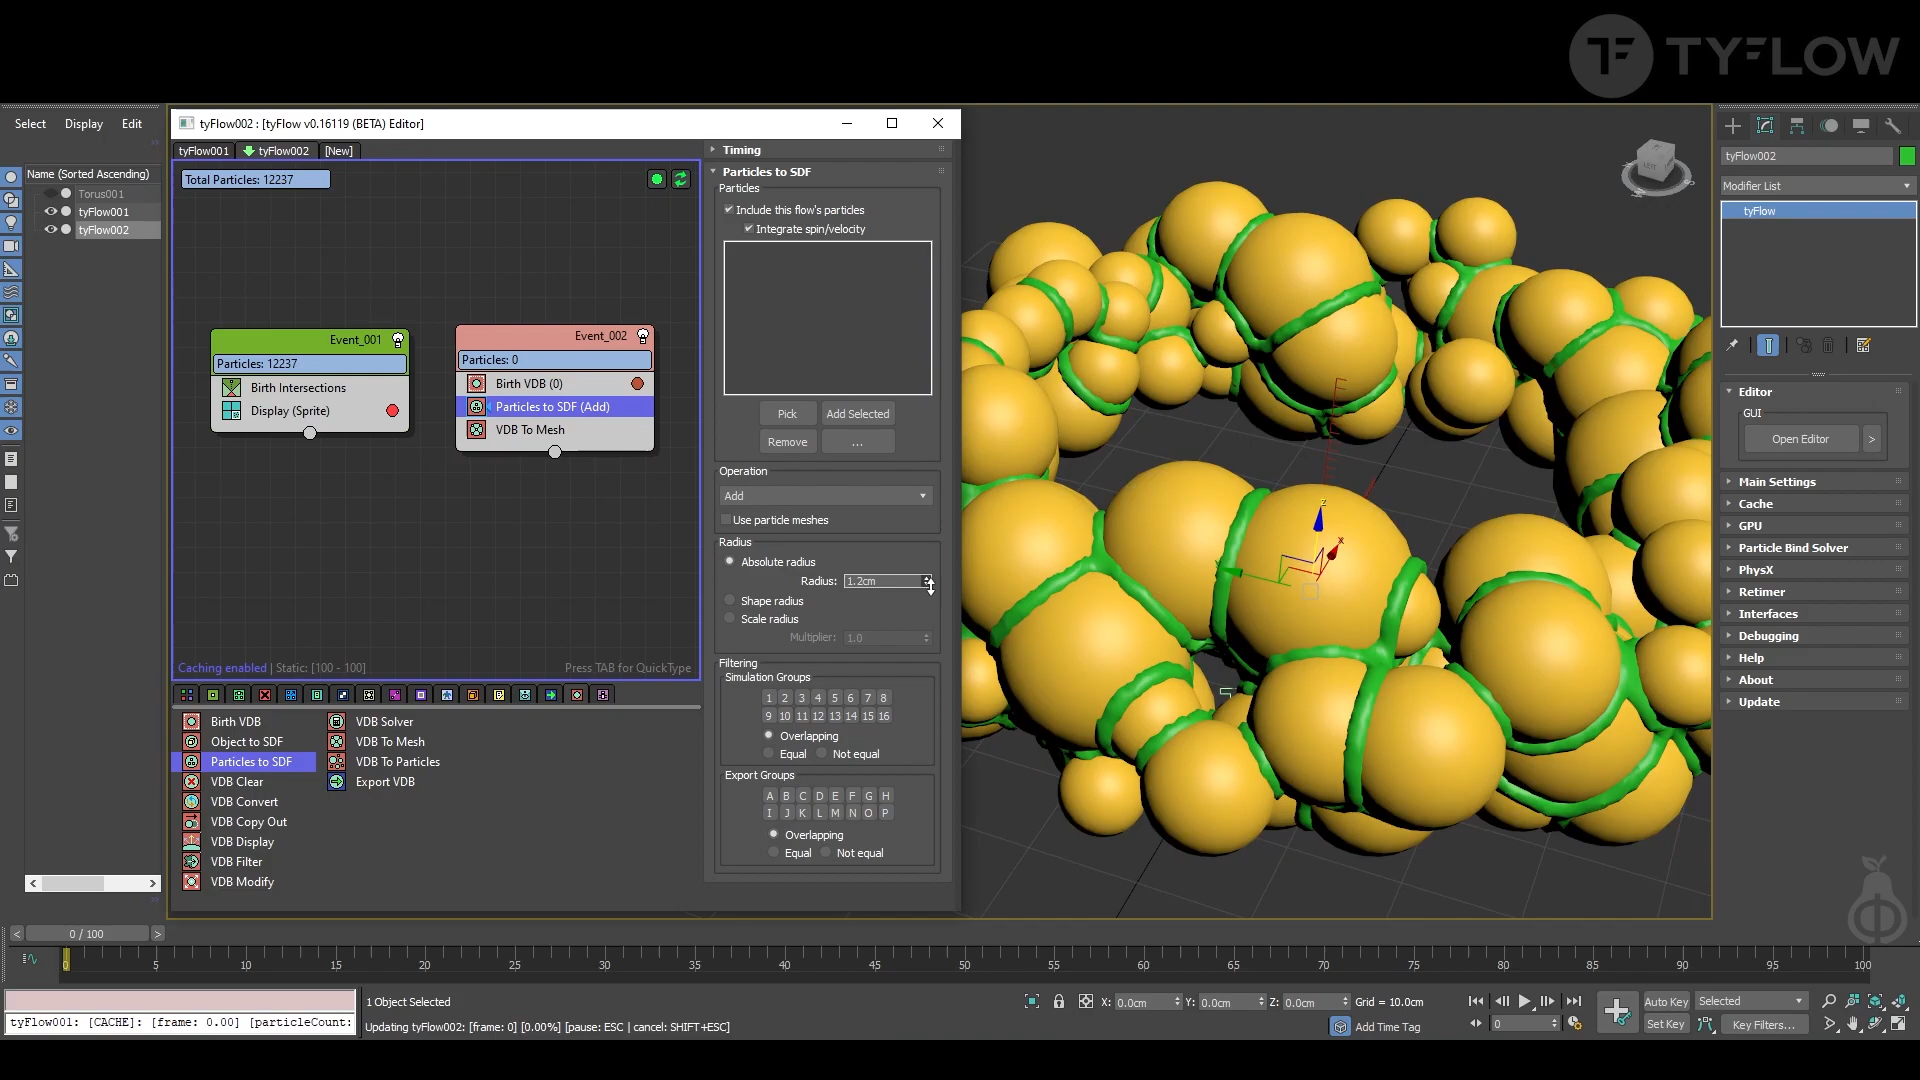 TYFLOW
Select Display Edit
Name (Sorted Ascending)
Torus001
tyFlow001
tyFlow002
tyFlow002 : [tyFlow v0.16119 (BETA) Editor]
tyFlow001 tyFlow002 [New]
Total Particles: 12237
Event_001
Particles: 12237
Birth Intersections
Display (Sprite)
Event_002
Particles: 0
Birth VDB (0)
Particles to SDF (Add)
VDB To Mesh
Caching enabled | Static: [100 - 100]
Press TAB for QuickType
Birth VDB
Object to SDF
Particles to SDF
VDB Clear
VDB Convert
VDB Copy Out
VDB Display
VDB Filter
VDB Modify
VDB Solver
VDB To Mesh
VDB To Particles
Export VDB
Timing
Particles to SDF
Particles
Include this flow's particles
Integrate spin/velocity
Pick Add Selected
Remove ...
Operation
Add
Use particle meshes
Radius
Absolute radius
Radius: 1.2cm
Shape radius
Scale radius
Multiplier: 1.0
Filtering
Simulation Groups
1 2 3 4 5 6 7 8
9 10 11 12 13 14 15 16
Overlapping
Equal Not equal
Export Groups
A B C D E F G H
I J K L M N O P
Overlapping
Equal Not equal
z
x
tyFlow002
Modifier List
tyFlow
Editor
GUI
Open Editor >
Main Settings
Cache
GPU
Particle Bind Solver
PhysX
Retimer
Interfaces
Debugging
Help
About
Update
< 0 / 100 >
0 5 10 15 20 25 30 35 40 45 50 55 60 65 70 75 80 85 90 95 100
1 Object Selected
X: 0.0cm Y: 0.0cm Z: 0.0cm Grid = 10.0cm
Auto Key Selected
tyFlow001: [CACHE]: [frame: 0.00] [particleCount:
Updating tyFlow002: [frame: 0] [0.00%] [pause: ESC | cancel: SHIFT+ESC]
Add Time Tag
0
Set Key Key Filters...